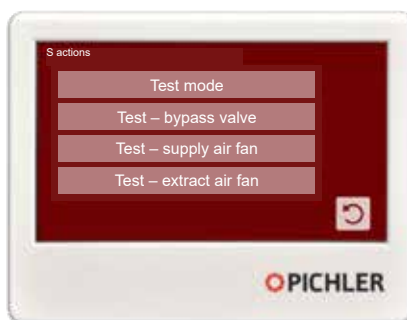 S actions
Test mode
Test – bypass valve
Test – supply air fan
Test – extract air fan
PICHLER